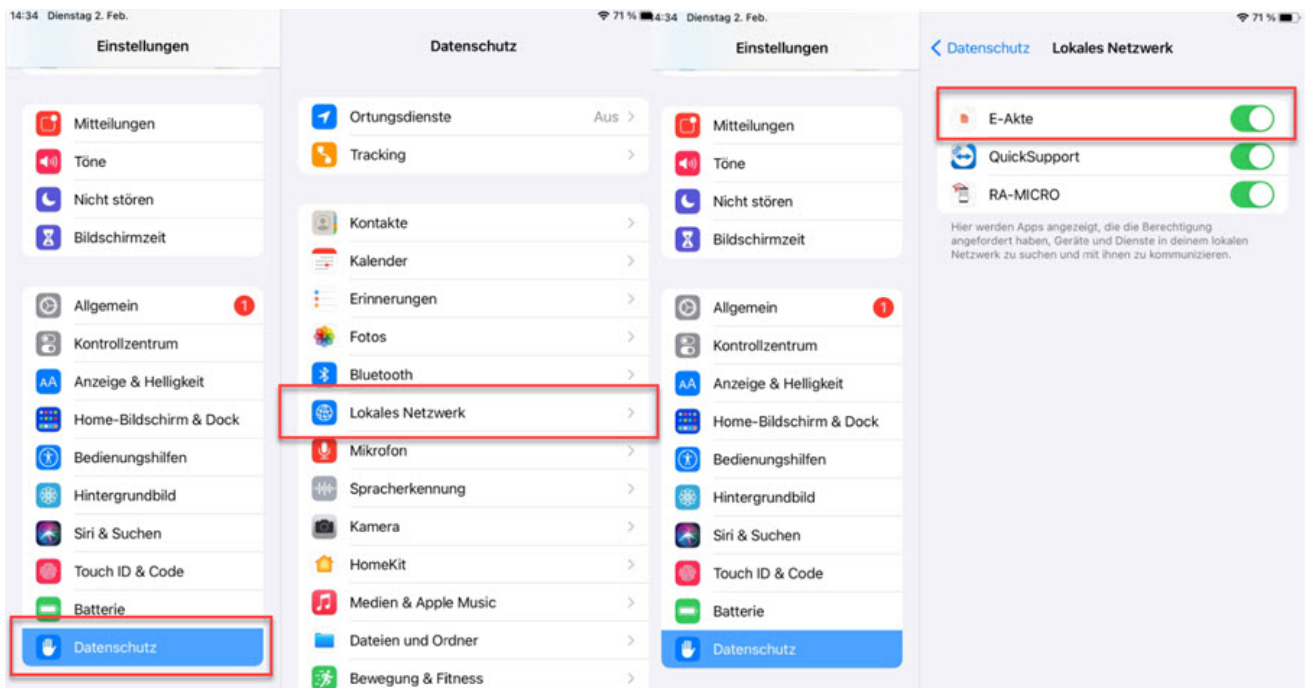 14:34 Dienstag 2. Feb.
71 %
Einstellungen
Mitteilungen
Töne
Nicht stören
Bildschirmzeit
Allgemein
1
Kontrollzentrum
AA
Anzeige & Helligkeit
Home-Bildschirm & Dock
Bedienungshilfen
Hintergrundbild
Siri & Suchen
Touch ID & Code
Batterie
Datenschutz
Datenschutz
Ortungsdienste Aus
Tracking
Kontakte
Kalender
Erinnerungen
Fotos
Bluetooth
Lokales Netzwerk
Mikrofon
Spracherkennung
Kamera
HomeKit
Medien & Apple Music
Dateien und Ordner
Bewegung & Fitness
4:34 Dienstag 2. Feb.
71 %
Einstellungen
Mitteilungen
Töne
Nicht stören
Bildschirmzeit
Allgemein
1
Kontrollzentrum
AA
Anzeige & Helligkeit
Home-Bildschirm & Dock
Bedienungshilfen
Hintergrundbild
Siri & Suchen
Touch ID & Code
Batterie
Datenschutz
Datenschutz Lokales Netzwerk
E-Akte
QuickSupport
RA-MICRO
Hier werden Apps angezeigt, die die Berechtigung
angefordert haben, Geräte und Dienste in deinem lokalen
Netzwerk zu suchen und mit ihnen zu kommunizieren.